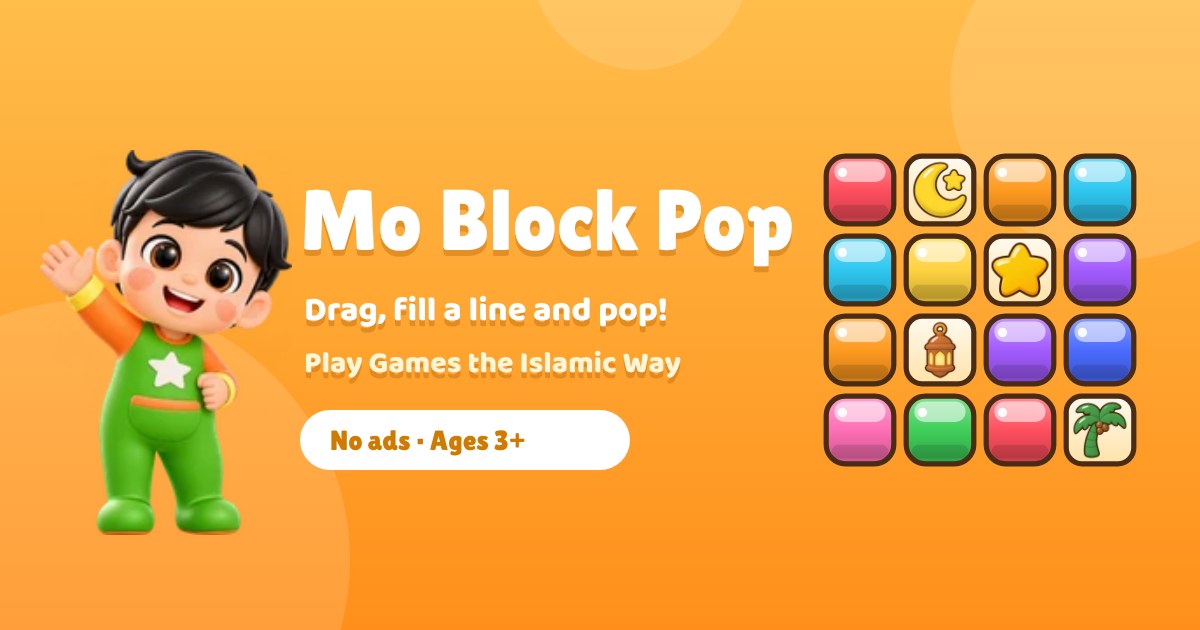 Mo Block Pop
Drag, fill a line and pop!
Play Games the Islamic Way
No ads · Ages 3+